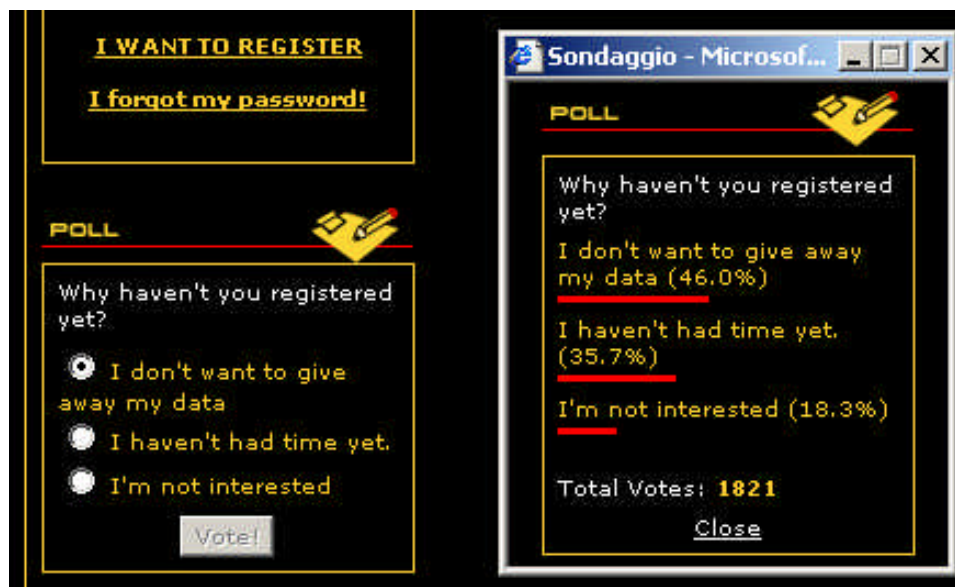 I WANT TO REGISTER
I forgot my password!
POLL
Why haven't you registered
yet?
I don't want to give
away my data
I haven't had time yet.
I'm not interested
Vote!
Sondaggio - Microsof...
POLL
Why haven't you registered
yet?
I don't want to give away
my data (46.0%)
I haven't had time yet.
(35.7%)
I'm not interested (18.3%)
Total Votes: 1821
Close